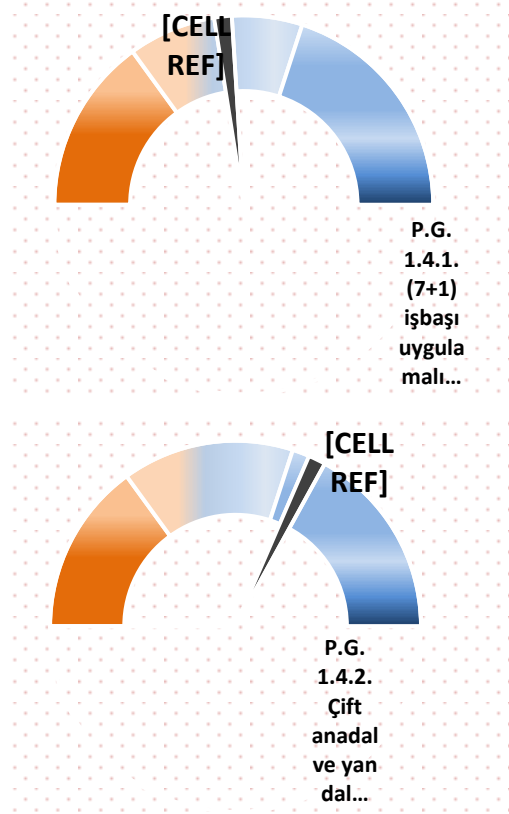 [CELL
REF]
P.G.
1.4.1.
(7+1)
işbaşı
uygula
malı...
[CELL
REF]
P.G.
1.4.2.
Çift
anadal
ve yan
dal...